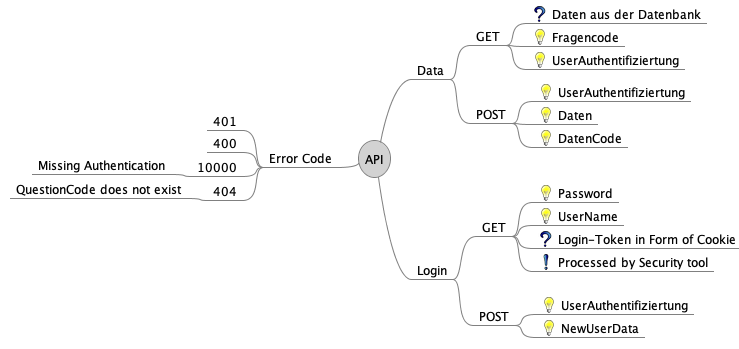 API
Data
GET
Daten aus der Datenbank
Fragencode
UserAuthentifiziertung
POST
UserAuthentifiziertung
Daten
DatenCode
Login
GET
Password
UserName
Login-Token in Form of Cookie
Processed by Security tool
POST
UserAuthentifiziertung
NewUserData
Error Code
401
400
10000
Missing Authentication
404
QuestionCode does not exist